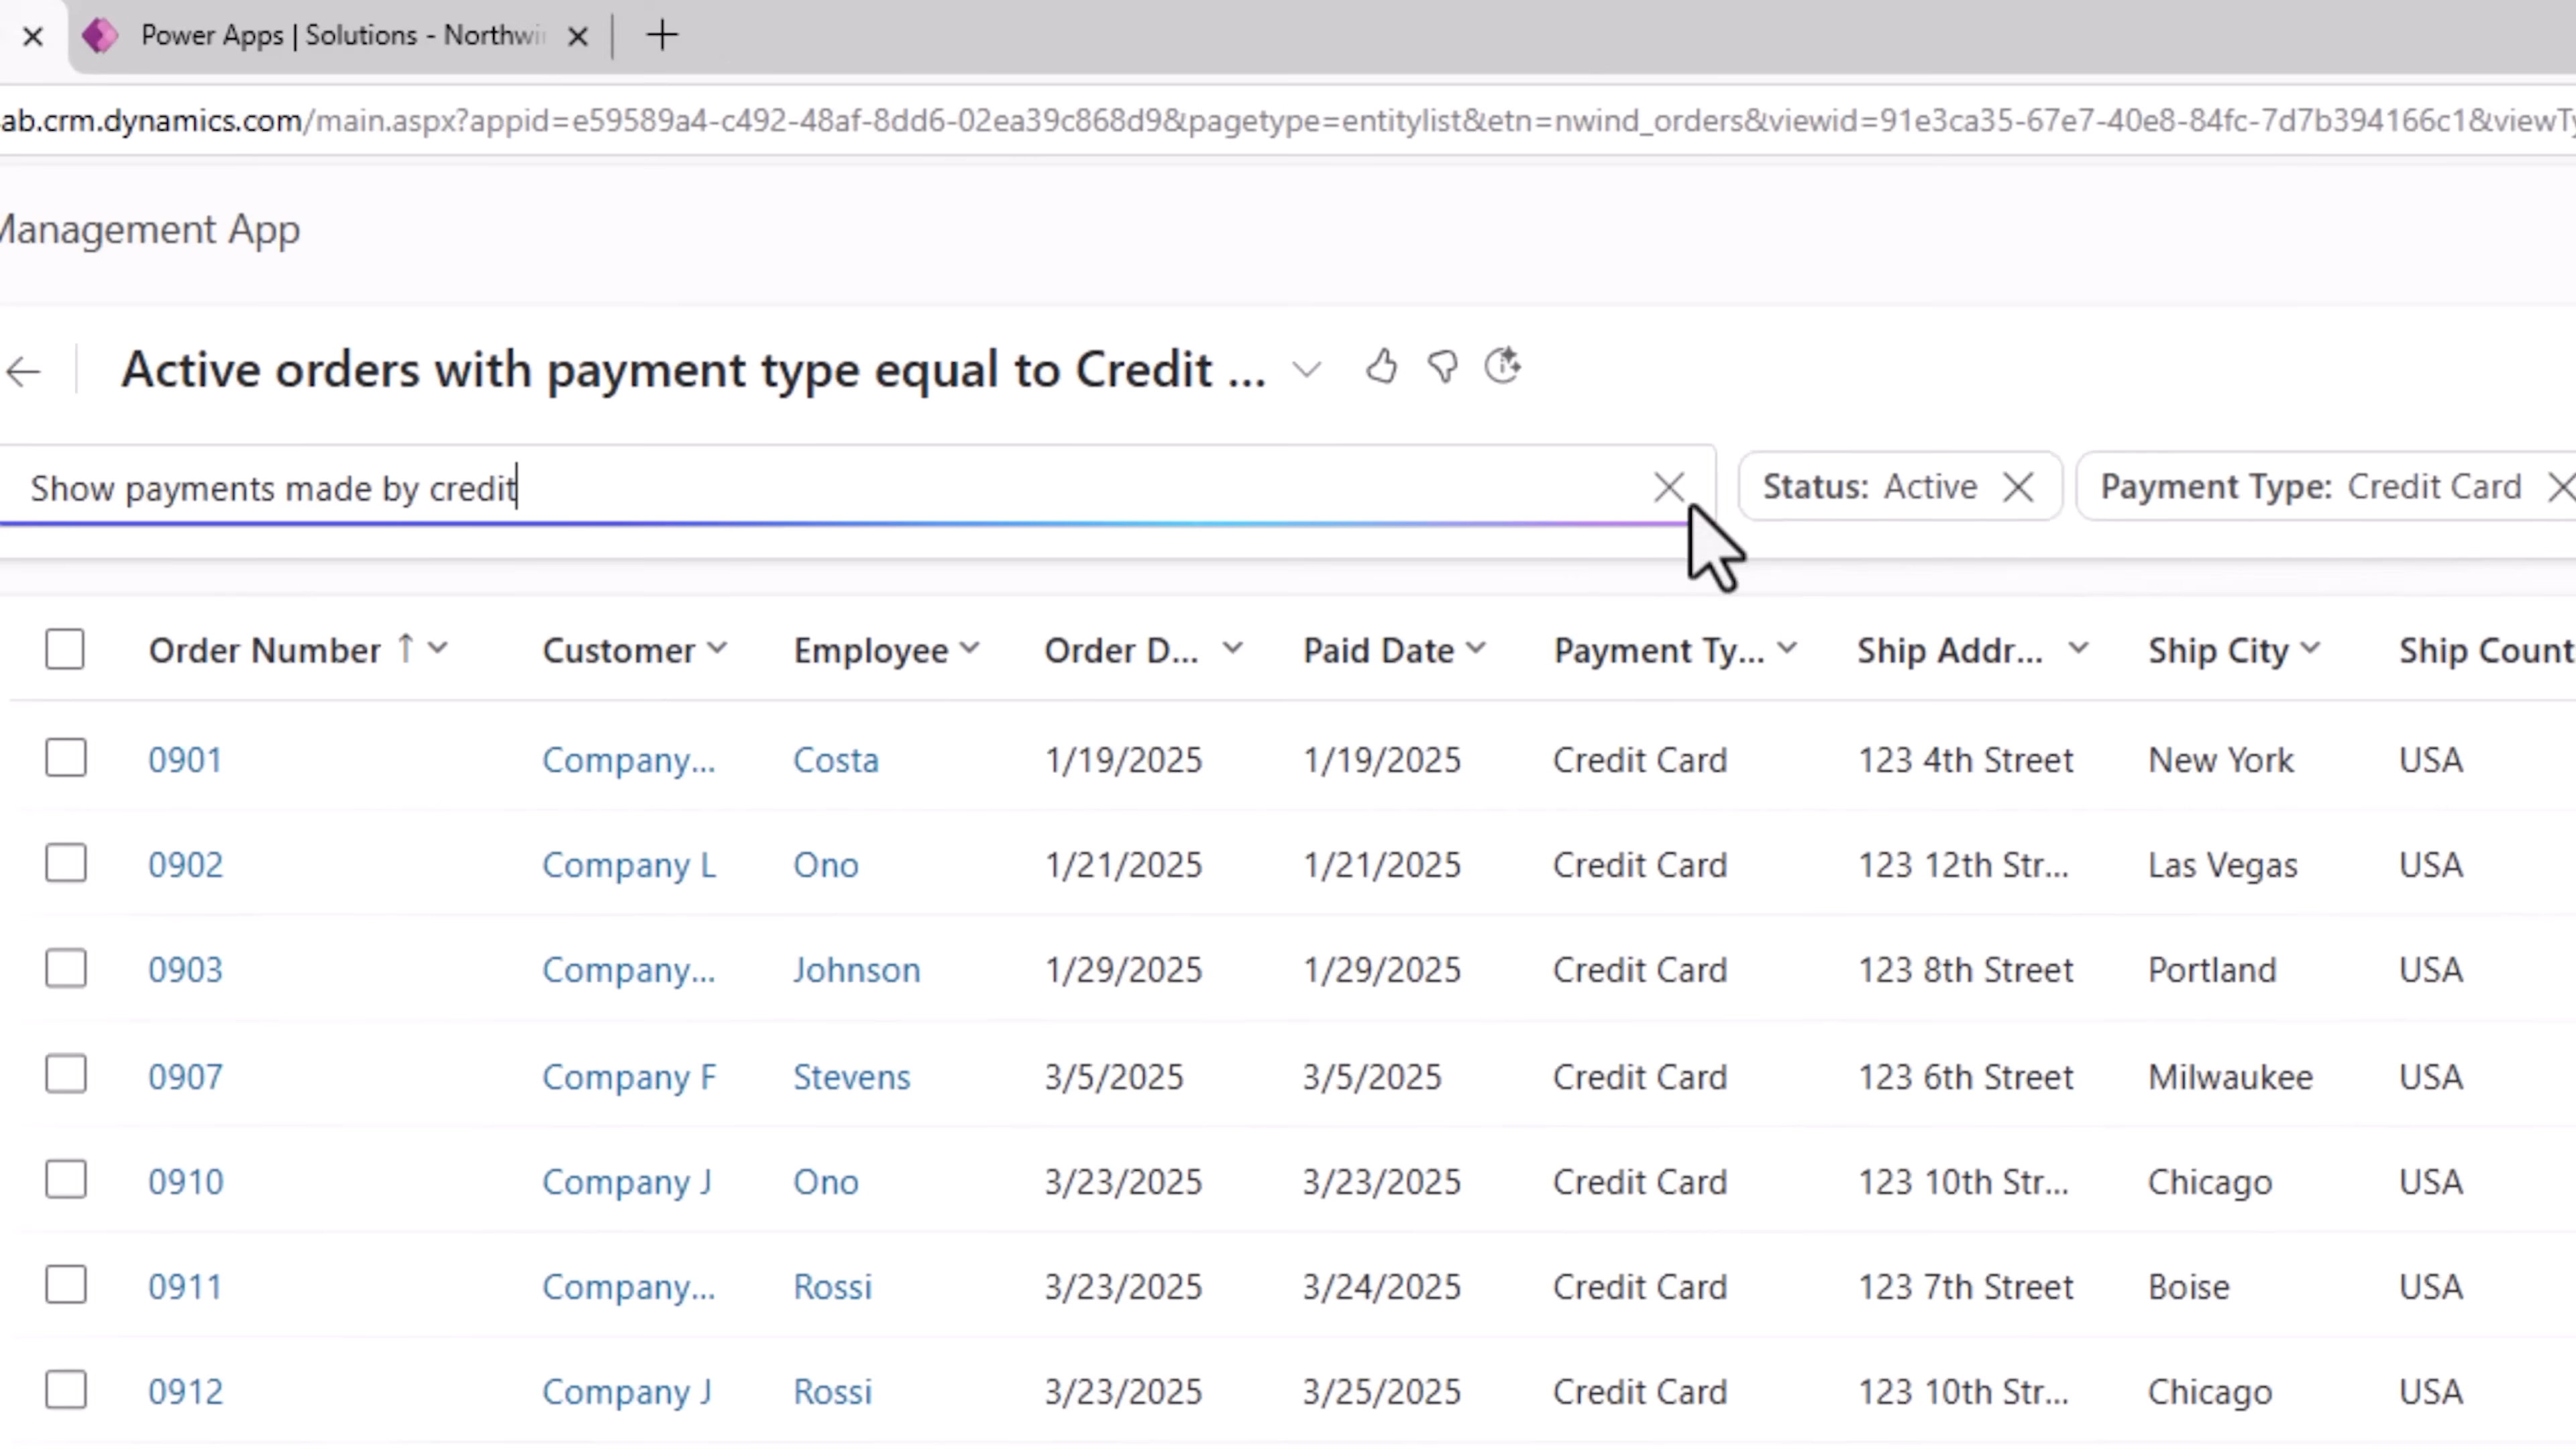 Power Apps | Solutions - Northwi
ab.crm.dynamics.com/main.aspx?appid=e59589a4-c492-48af-8dd6-02ea39c868d9&pagetype=entitylist&etn=nwind_orders&viewid=91e3ca35-67e7-40e8-84fc-7d7b394166c1&viewTy
Management App
Active orders with payment type equal to Credit ...
Show payments made by credit Status: Active Payment Type: Credit Card
Order Number Customer Employee Order D... Paid Date Payment Ty... Ship Addr... Ship City Ship Count
0901 Company... Costa 1/19/2025 1/19/2025 Credit Card 123 4th Street New York USA
0902 Company L Ono 1/21/2025 1/21/2025 Credit Card 123 12th Str... Las Vegas USA
0903 Company... Johnson 1/29/2025 1/29/2025 Credit Card 123 8th Street Portland USA
0907 Company F Stevens 3/5/2025 3/5/2025 Credit Card 123 6th Street Milwaukee USA
0910 Company J Ono 3/23/2025 3/23/2025 Credit Card 123 10th Str... Chicago USA
0911 Company... Rossi 3/23/2025 3/24/2025 Credit Card 123 7th Street Boise USA
0912 Company J Rossi 3/23/2025 3/25/2025 Credit Card 123 10th Str... Chicago USA